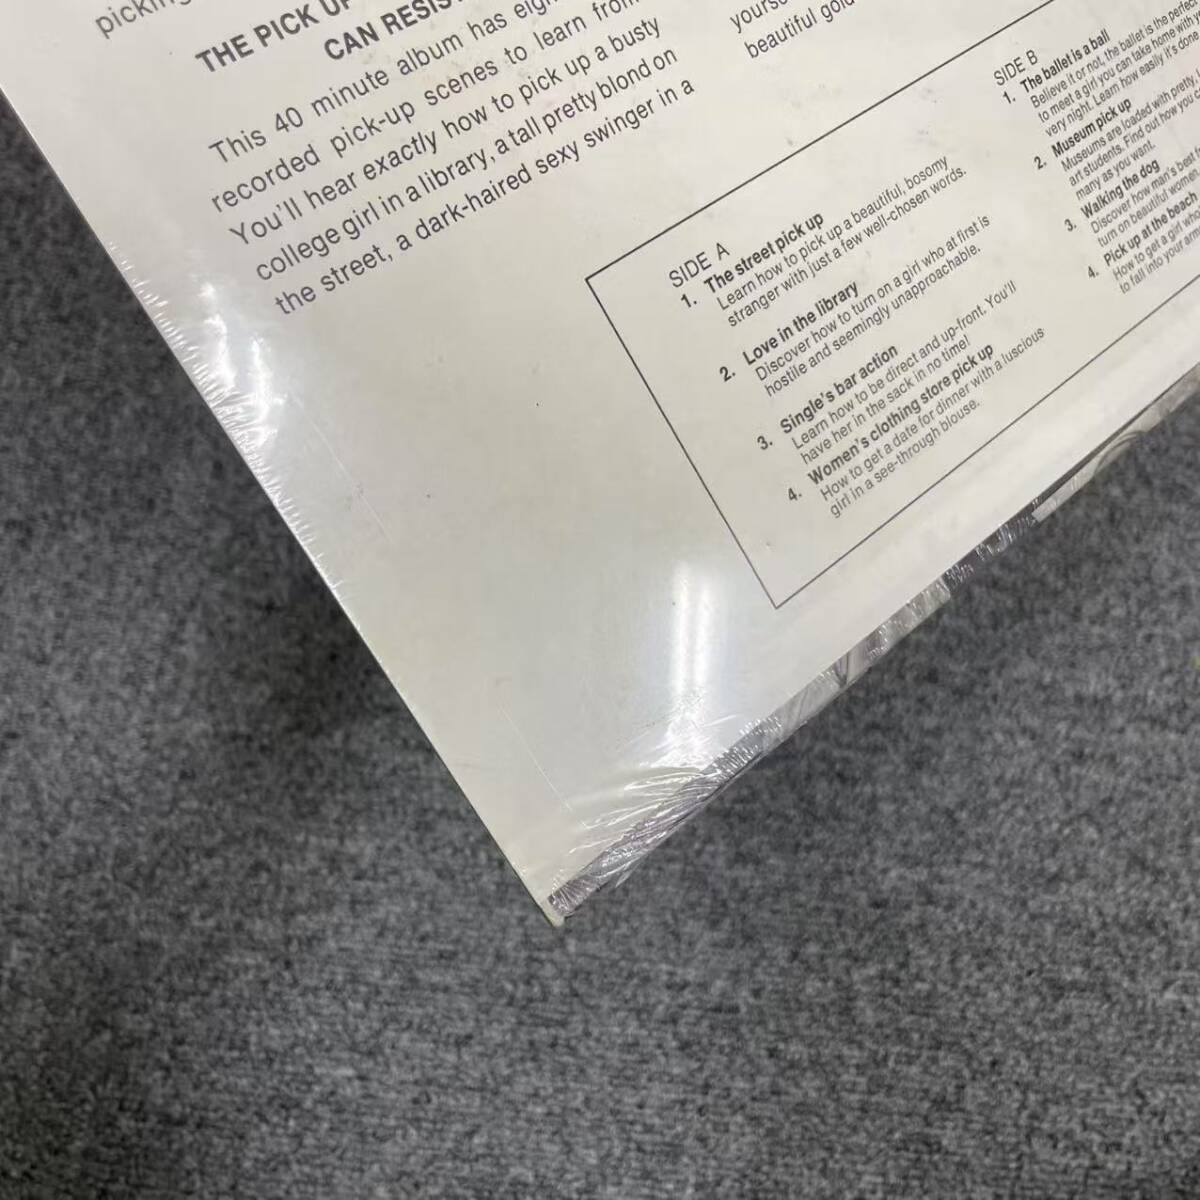 picking
THE PICK UP
CAN RESIS
This 40 minute album has eigh
recorded pick-up scenes to learn from
You'll hear exactly how to pick up a busty
college girl in a library, a tall pretty blond on
the street, a dark-haired sexy swinger in a
yourse
beautiful gold
SIDE A
1. The street pick up
Learn how to pick up a beautiful, bosomy
stranger with just a few well-chosen words.
2. Love in the library
Discover how to turn on a girl who at first is
hostile and seemingly unapproachable.
3. Single's bar action
Learn how to be direct and up-front. You'll
have her in the sack in no time!
4. Women's clothing store pick up
How to get a date for dinner with a luscious
girl in a see-through blouse.
SIDE B
1. The ballet is a ball
Believe it or not, the ballet is the perfect
to meet a girl you can take home with y
very night. Learn how easily it's done
2. Museum pick up
Museums are loaded with pretty
art students. Find out how you c
many as you want.
3. Walking the dog
Discover how man's best f
turn on beautiful women.
4. Pick up at the beach
How to get a girl who
to fall into your arm